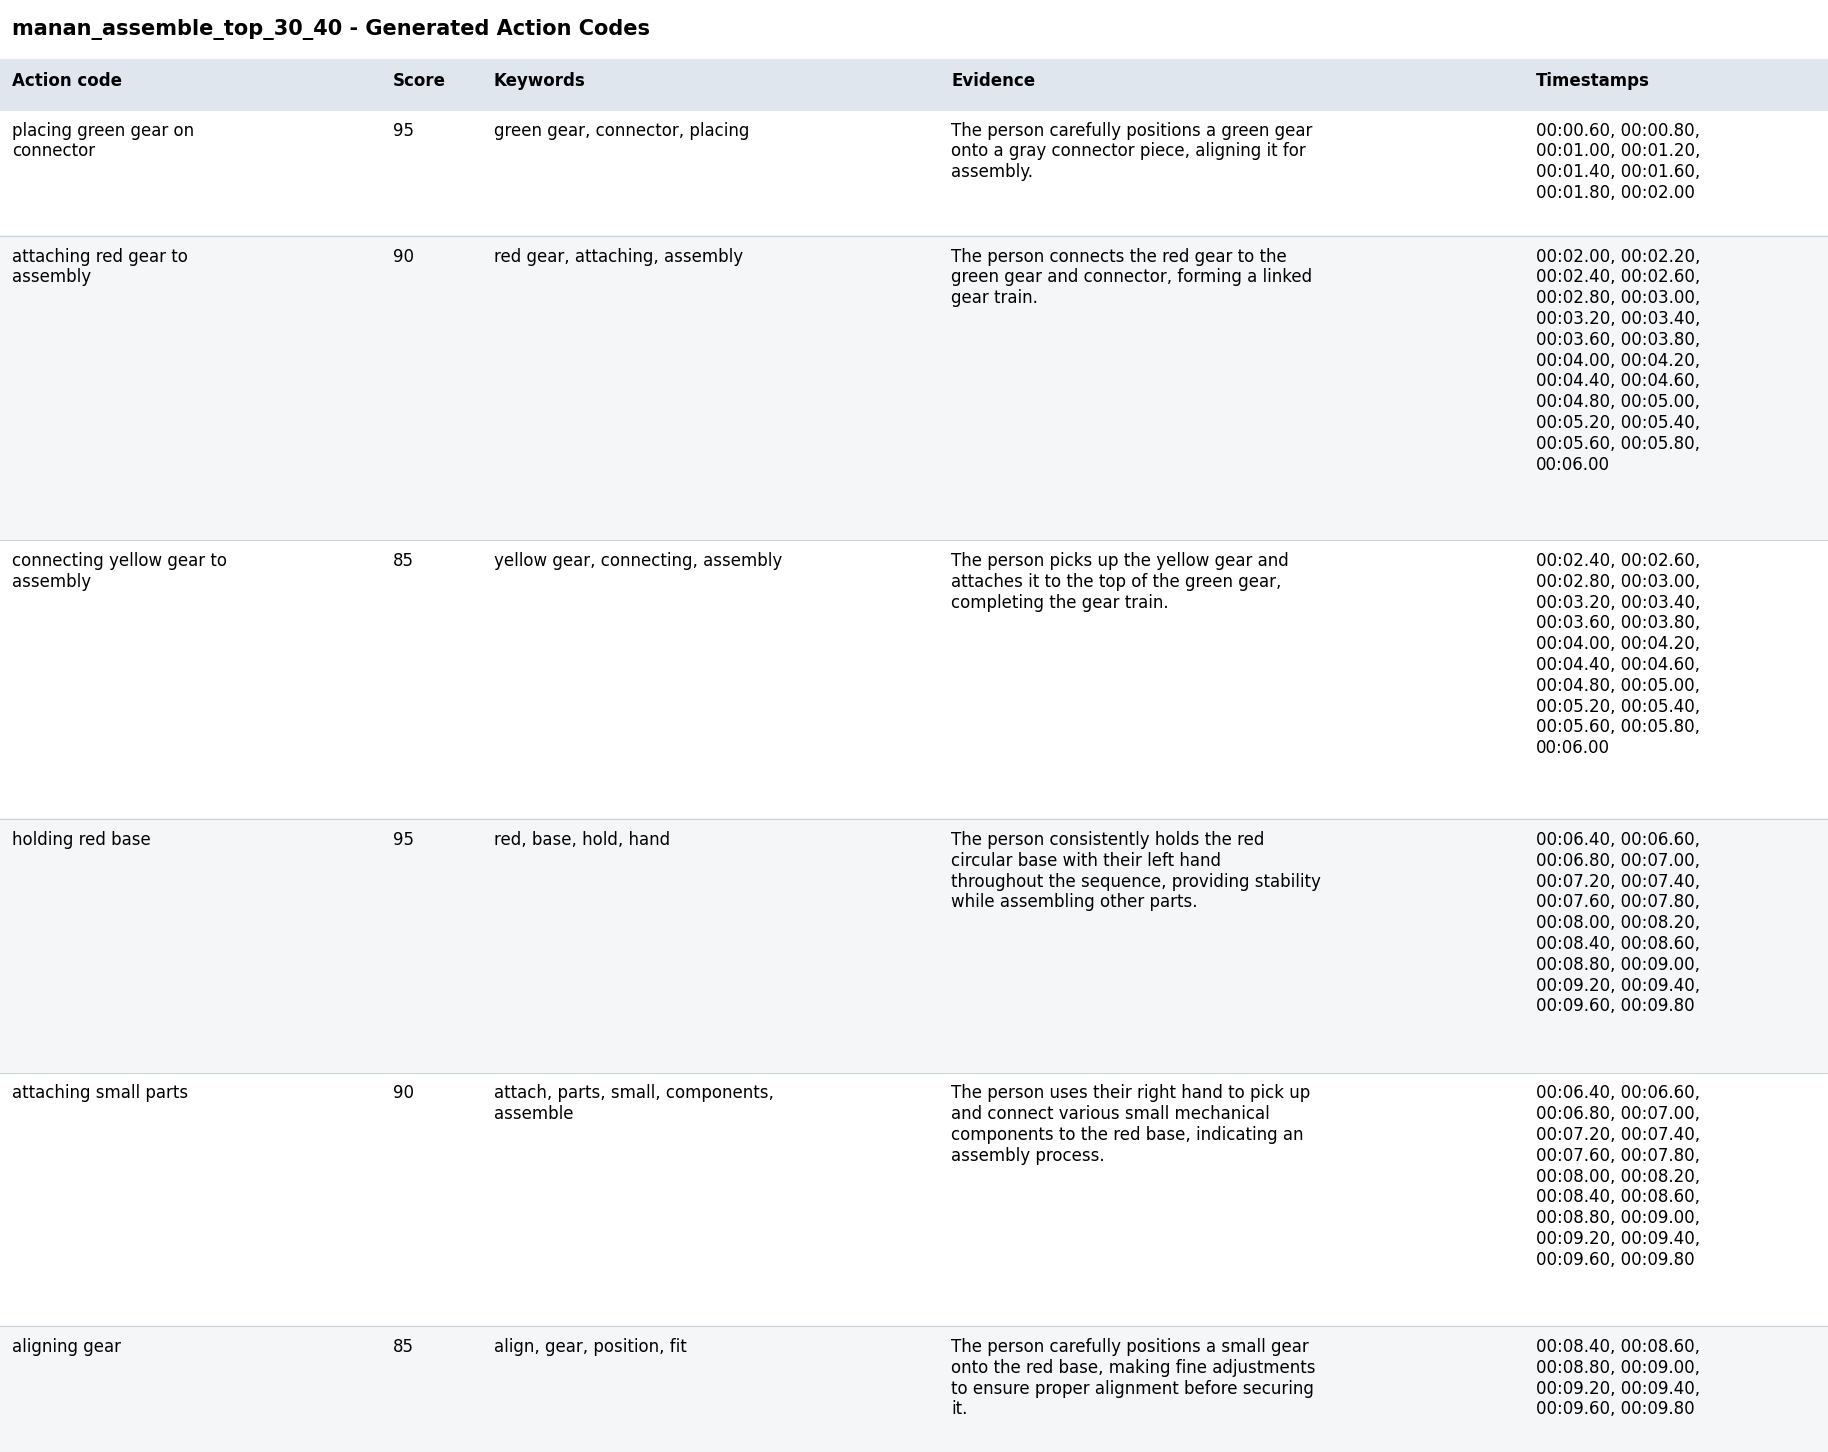 manan_assemble_top_30_40 - Generated Action Codes
Action code Score Keywords Evidence Timestamps
placing green gear on 95 green gear, connector, placing The person carefully positions a green gear 00:00.60, 00:00.80,
connector onto a gray connector piece, aligning it for 00:01.00, 00:01.20,
assembly. 00:01.40, 00:01.60,
00:01.80, 00:02.00
attaching red gear to 90 red gear, attaching, assembly The person connects the red gear to the 00:02.00, 00:02.20,
assembly green gear and connector, forming a linked 00:02.40, 00:02.60,
gear train. 00:02.80, 00:03.00,
00:03.20, 00:03.40,
00:03.60, 00:03.80,
00:04.00, 00:04.20,
00:04.40, 00:04.60,
00:04.80, 00:05.00,
00:05.20, 00:05.40,
00:05.60, 00:05.80,
00:06.00
connecting yellow gear to 85 yellow gear, connecting, assembly The person picks up the yellow gear and 00:02.40, 00:02.60,
assembly attaches it to the top of the green gear, 00:02.80, 00:03.00,
completing the gear train. 00:03.20, 00:03.40,
00:03.60, 00:03.80,
00:04.00, 00:04.20,
00:04.40, 00:04.60,
00:04.80, 00:05.00,
00:05.20, 00:05.40,
00:05.60, 00:05.80,
00:06.00
holding red base 95 red, base, hold, hand The person consistently holds the red 00:06.40, 00:06.60,
circular base with their left hand 00:06.80, 00:07.00,
throughout the sequence, providing stability 00:07.20, 00:07.40,
while assembling other parts. 00:07.60, 00:07.80,
00:08.00, 00:08.20,
00:08.40, 00:08.60,
00:08.80, 00:09.00,
00:09.20, 00:09.40,
00:09.60, 00:09.80
attaching small parts 90 attach, parts, small, components, The person uses their right hand to pick up 00:06.40, 00:06.60,
assemble and connect various small mechanical 00:06.80, 00:07.00,
components to the red base, indicating an 00:07.20, 00:07.40,
assembly process. 00:07.60, 00:07.80,
00:08.00, 00:08.20,
00:08.40, 00:08.60,
00:08.80, 00:09.00,
00:09.20, 00:09.40,
00:09.60, 00:09.80
aligning gear 85 align, gear, position, fit The person carefully positions a small gear 00:08.40, 00:08.60,
onto the red base, making fine adjustments 00:08.80, 00:09.00,
to ensure proper alignment before securing 00:09.20, 00:09.40,
it. 00:09.60, 00:09.80